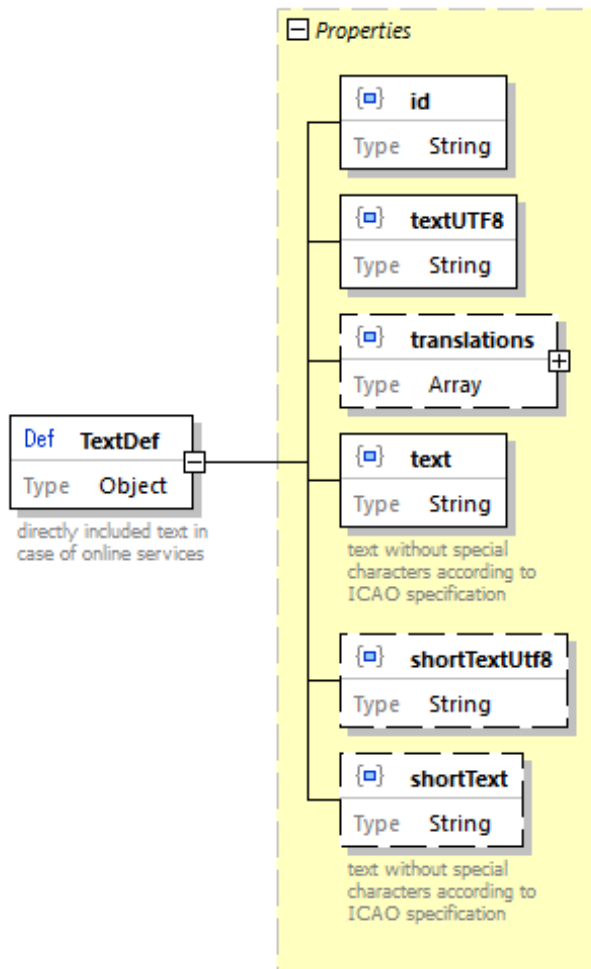 Properties
id
Type String
textUTF8
Type String
translations
Type Array
Def TextDef
Type Object
directly included text in
case of online services
text
Type String
text without special
characters according to
ICAO specification
shortTextUtf8
Type String
shortText
Type String
text without special
characters according to
ICAO specification